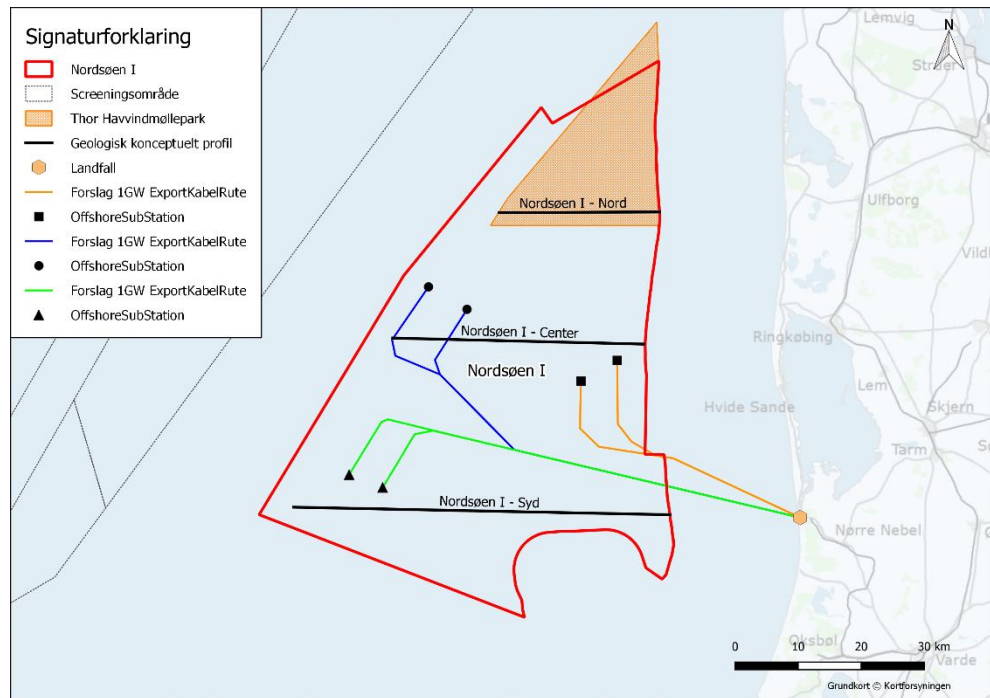 Signaturforklaring
Nordsøen I
Screeningsområde
Thor Havvindmøllepark
Geologisk konceptuelt profil
Landfall
Forslag 1GW ExportKabelRute
OffshoreSubStation
Forslag 1GW ExportKabelRute
OffshoreSubStation
Forslag 1GW ExportKabelRute
OffshoreSubStation
N
Lemvig
Struer
Nordsøen I - Nord
Ulfborg
Vildb
Nordsøen I - Center
Ringkøbing
Nordsøen I
Lem
Hvide Sande
Skjern
Tarm
Nordsøen I - Syd
Nørre Nebel
Oksbøl
Varde
0 10 20 30 km
Grundkort © Kortforsyningen